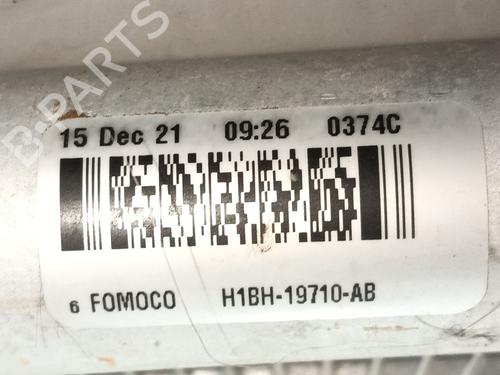 B-PARTS
15 Dec 21 09:26 0374C
6 FOMOCO H1BH-19710-AB